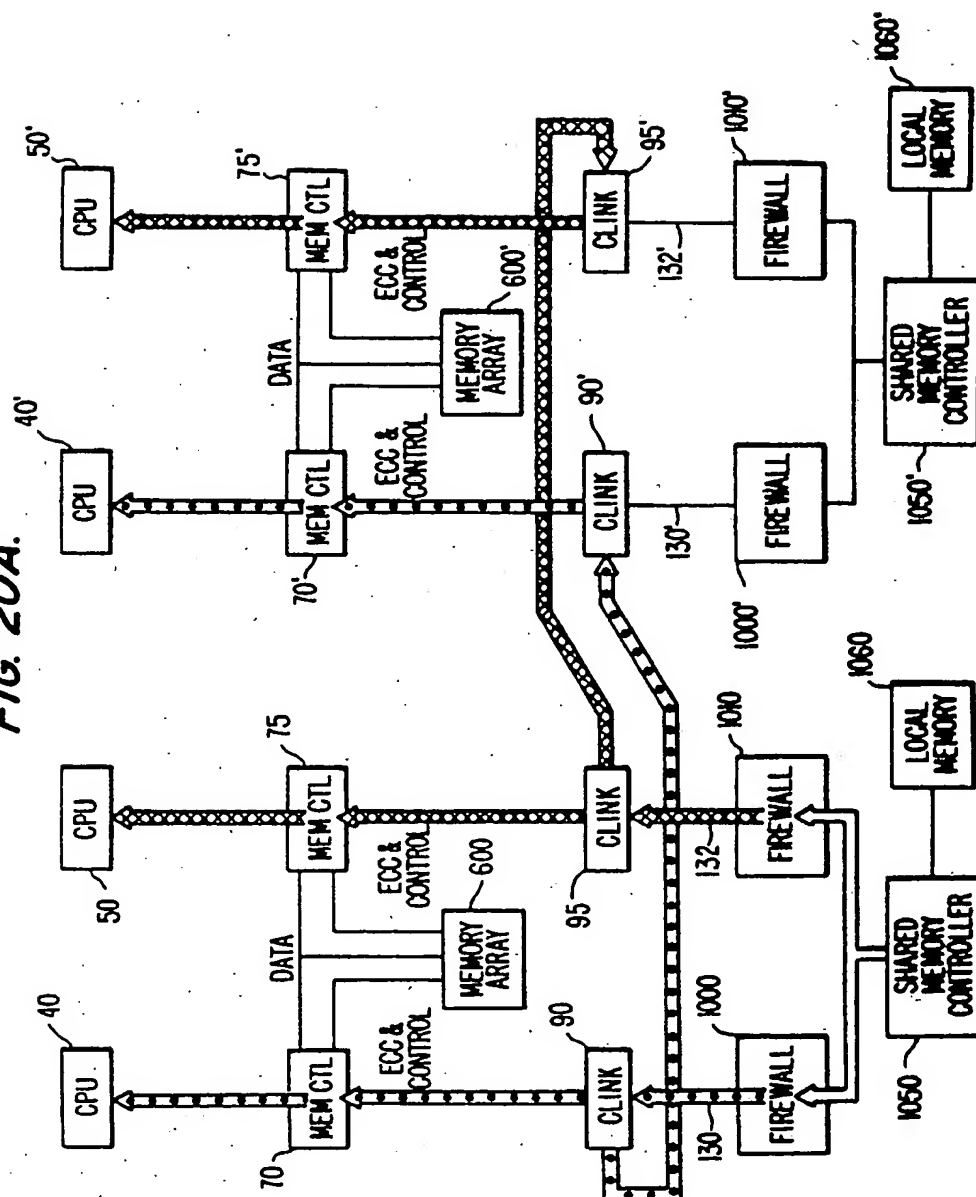 FIG. 20A.
40
CPU
50
CPU
40'
CPU
50'
CPU
70
MEM CTL
DATA
75
MEM CTL
70'
MEM CTL
DATA
75'
MEM CTL
ECC &
CONTROL
600
MEMORY
ARRAY
ECC &
CONTROL
ECC &
CONTROL
600'
MEMORY
ARRAY
ECC &
CONTROL
90
CLINK
95
CLINK
90'
CLINK
95'
CLINK
130
132
130'
132'
1000
FIREWALL
1010
FIREWALL
1000'
FIREWALL
1010'
FIREWALL
1050
SHARED
MEMORY
CONTROLLER
1060
LOCAL
MEMORY
1050'
SHARED
MEMORY
CONTROLLER
1060'
LOCAL
MEMORY